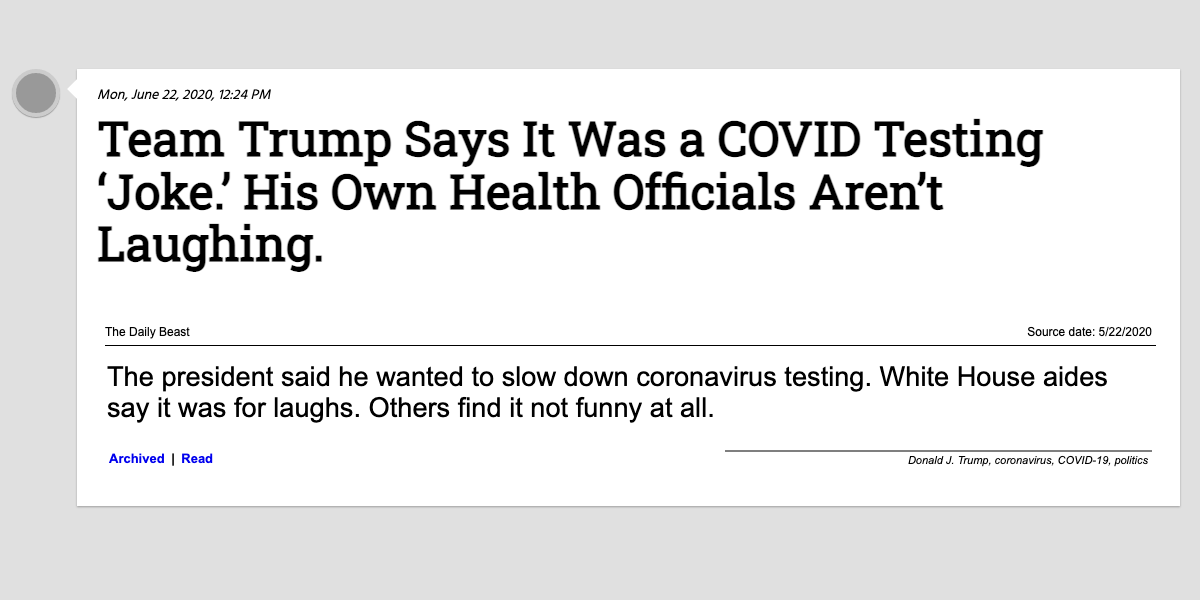 Mon, June 22, 2020, 12:24 PM
Team Trump Says It Was a COVID Testing
‘Joke.’ His Own Health Officials Aren’t
Laughing.
The Daily Beast
Source date: 5/22/2020
The president said he wanted to slow down coronavirus testing. White House aides
say it was for laughs. Others find it not funny at all.
Archived | Read
Donald J. Trump, coronavirus, COVID-19, politics